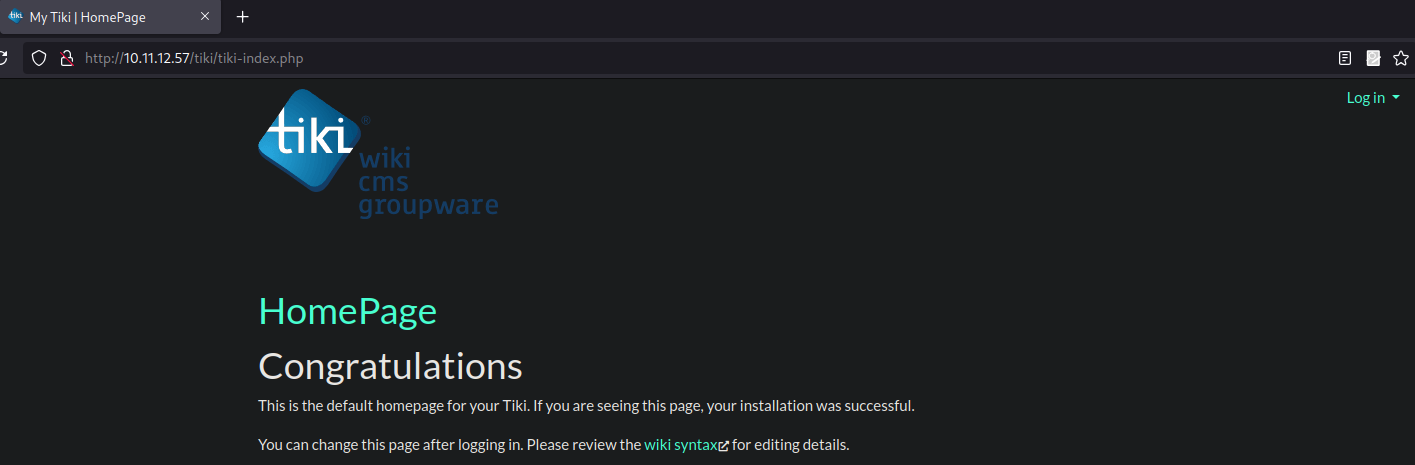 My Tiki | HomePage
http://10.11.12.57/tiki/tiki-index.php
Log in
tiki®
wiki
cms
groupware
HomePage
Congratulations
This is the default homepage for your Tiki. If you are seeing this page, your installation was successful.
You can change this page after logging in. Please review the wiki syntax for editing details.